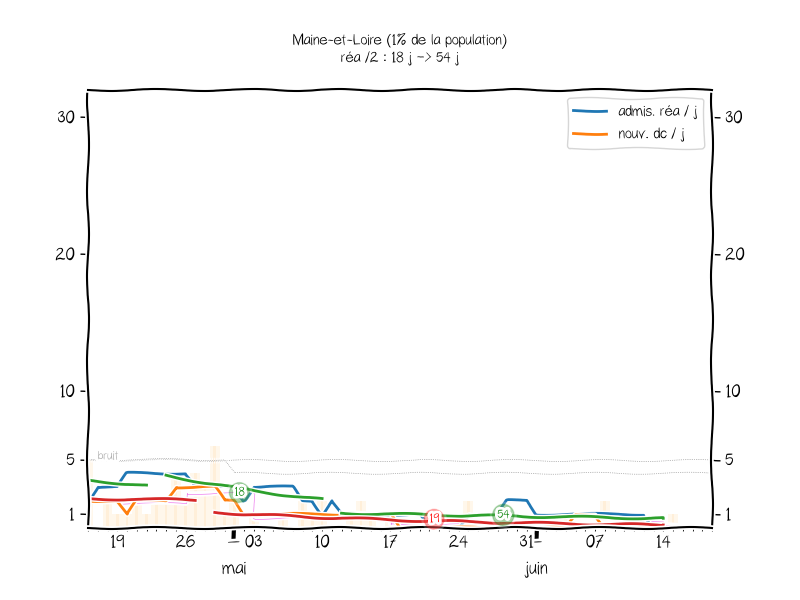 Maine-et-Loire (1% de la population)
réa /2 : 18 j -> 54 j
admis. réa / j
nouv. dc / j
30 30
20 20
10 10
bruit
5 5
18
54
19
1 1
19 26 03 10 17 24 31 07 14
mai juin